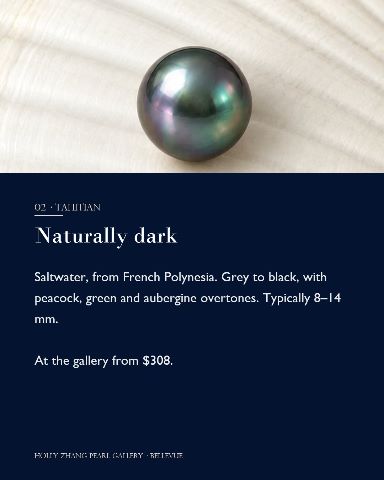 02 · TAHITIAN
Naturally dark
Saltwater, from French Polynesia. Grey to black, with
peacock, green and aubergine overtones. Typically 8–14
mm.
At the gallery from $308.
HOLLY ZHANG PEARL GALLERY · BELLEVUE